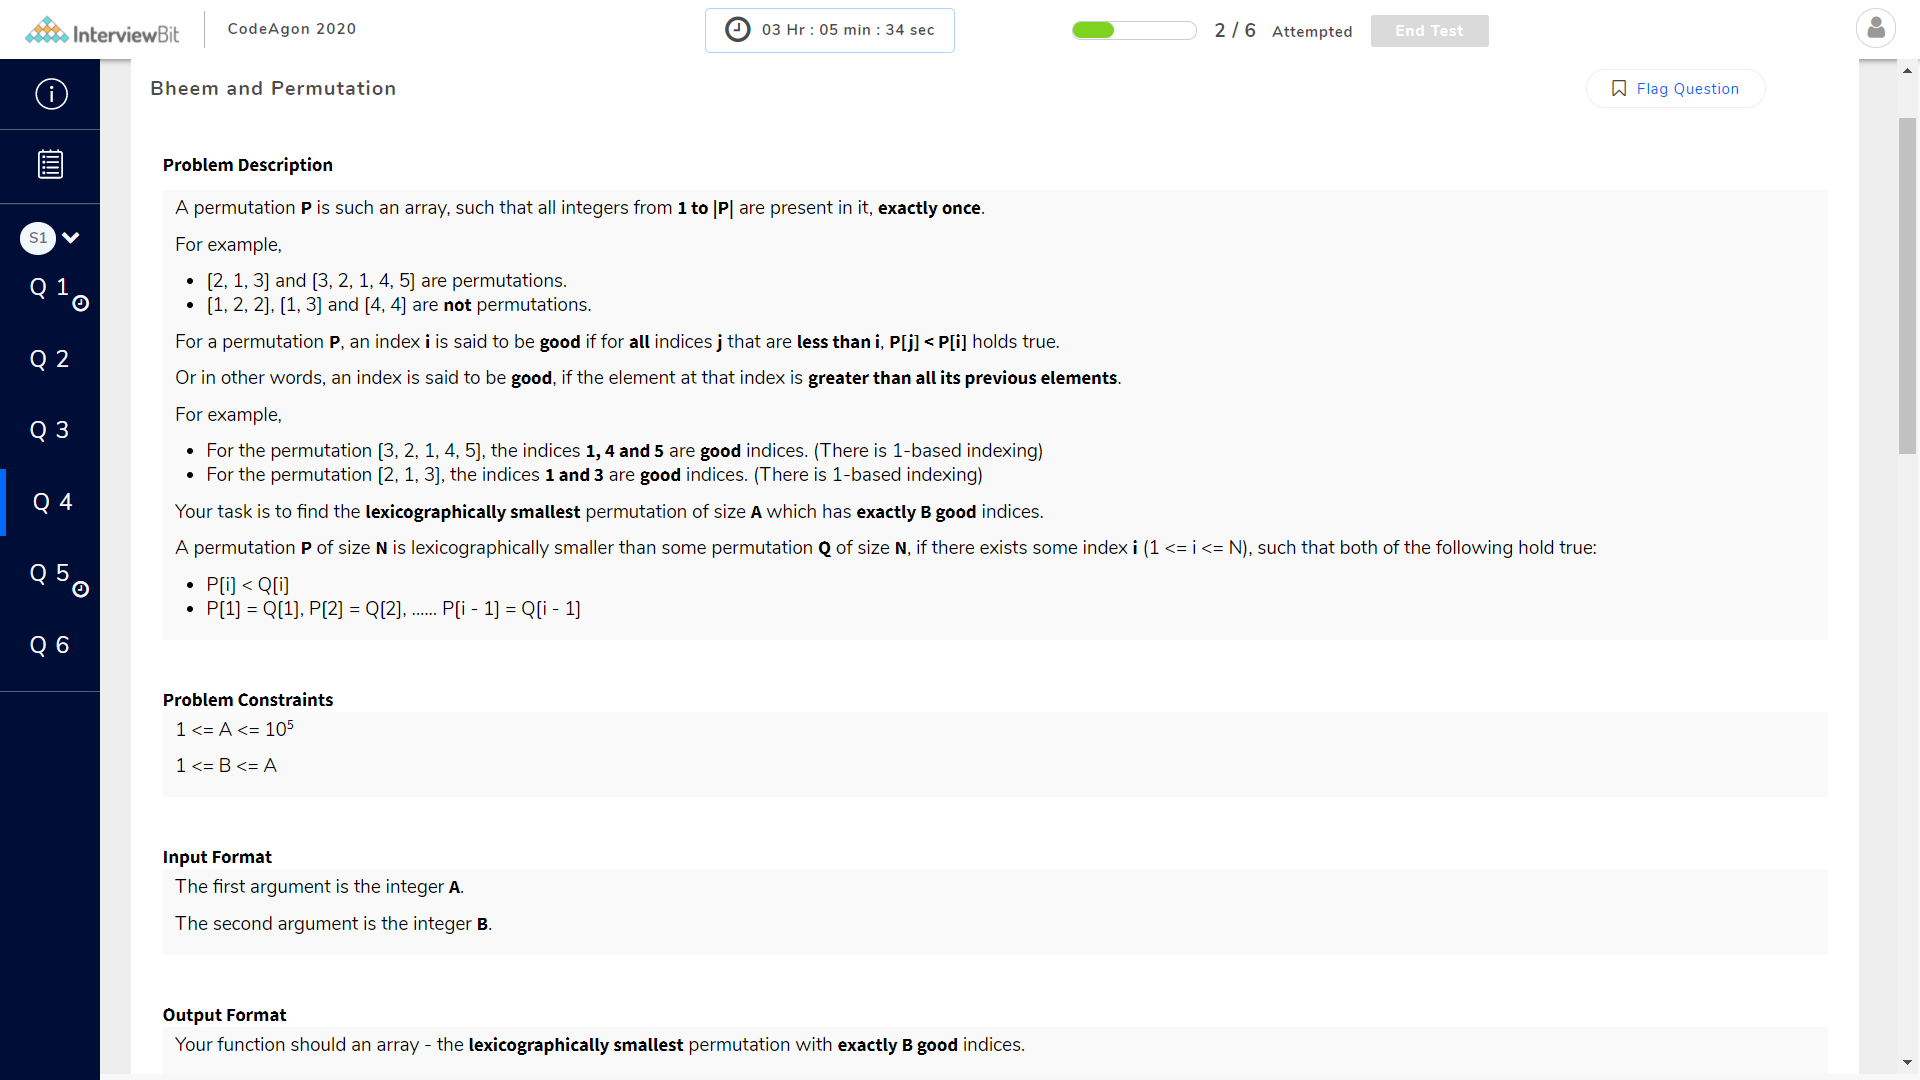 InterviewBit
CodeAgon 2020
03 Hr : 05 min : 34 sec
2 / 6 Attempted
End Test
Bheem and Permutation
Flag Question
S1
Q 1
Q 2
Q 3
Q 4
Q 5
Q 6
Problem Description
A permutation P is such an array, such that all integers from 1 to |P| are present in it, exactly once.
For example,
• [2, 1, 3] and [3, 2, 1, 4, 5] are permutations.
• [1, 2, 2], [1, 3] and [4, 4] are not permutations.
For a permutation P, an index i is said to be good if for all indices j that are less than i, P[j] < P[i] holds true.
Or in other words, an index is said to be good, if the element at that index is greater than all its previous elements.
For example,
• For the permutation [3, 2, 1, 4, 5], the indices 1, 4 and 5 are good indices. (There is 1-based indexing)
• For the permutation [2, 1, 3], the indices 1 and 3 are good indices. (There is 1-based indexing)
Your task is to find the lexicographically smallest permutation of size A which has exactly B good indices.
A permutation P of size N is lexicographically smaller than some permutation Q of size N, if there exists some index i (1 <= i <= N), such that both of the following hold true:
• P[i] < Q[i]
• P[1] = Q[1], P[2] = Q[2], ...... P[i - 1] = Q[i - 1]
Problem Constraints
1 <= A <= 10⁵
1 <= B <= A
Input Format
The first argument is the integer A.
The second argument is the integer B.
Output Format
Your function should an array - the lexicographically smallest permutation with exactly B good indices.